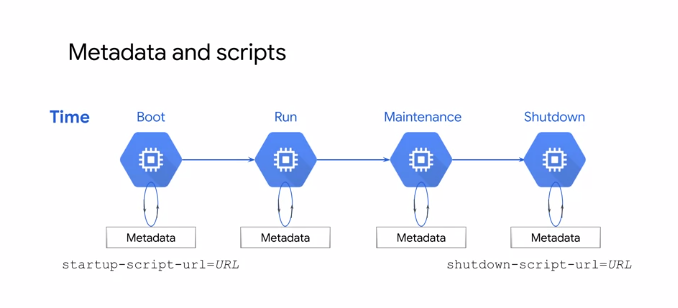 Metadata and scripts
Time
Boot
Run
Maintenance
Shutdown
Metadata
Metadata
Metadata
Metadata
startup-script-url=URL
shutdown-script-url=URL